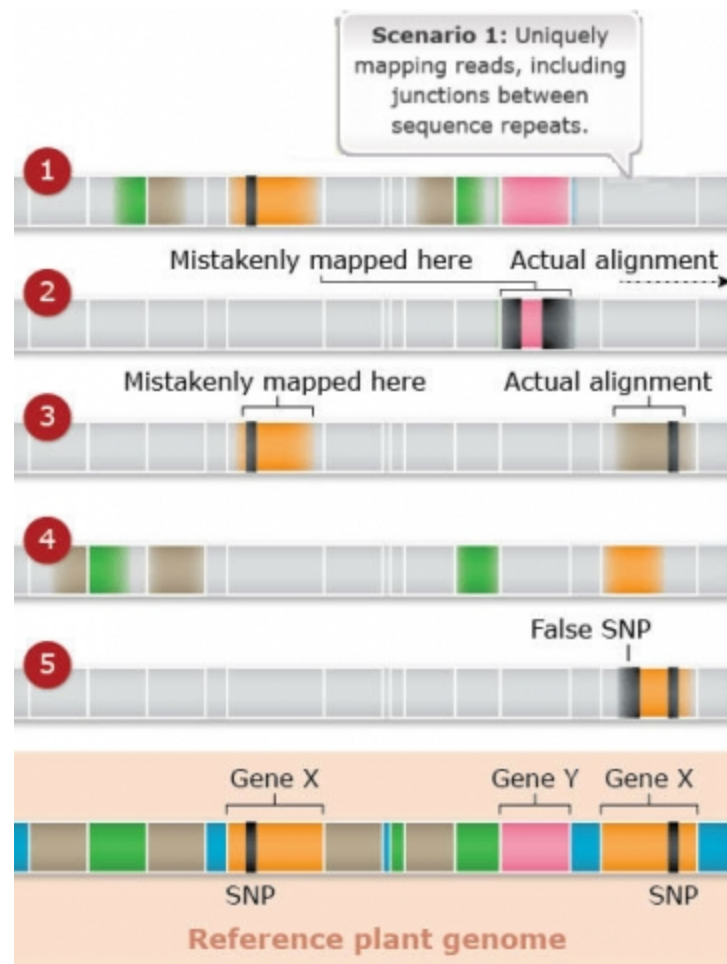 Scenario 1: Uniquely
mapping reads, including
junctions between
sequence repeats.
1
Mistakenly mapped here Actual alignment
2
Mistakenly mapped here Actual alignment
3
4
False SNP
5
Gene X Gene Y Gene X
SNP SNP
Reference plant genome